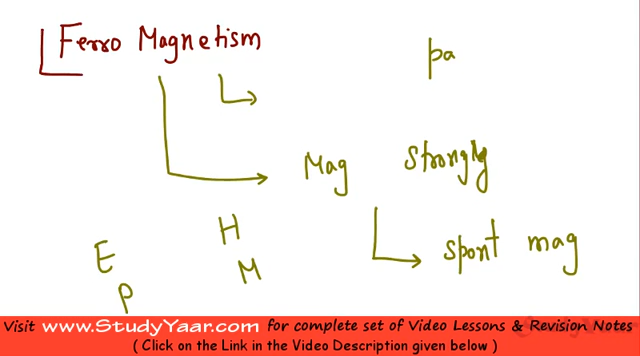 Ferro Magnetism
pa
Mag strongly
spont mag
H
E
M
P
Visit www.StudyYaar.com for complete set of Video Lessons & Revision Notes
( Click on the Link in the Video Description given below )